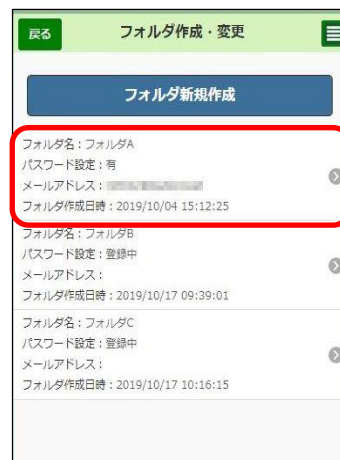 戻る
フォルダ作成・変更
フォルダ新規作成
フォルダ名：フォルダA
パスワード設定：有
メールアドレス：
フォルダ作成日時：2019/10/04 15:12:25
フォルダ名：フォルダB
パスワード設定：登録中
メールアドレス：
フォルダ作成日時：2019/10/17 09:39:01
フォルダ名：フォルダC
パスワード設定：登録中
メールアドレス：
フォルダ作成日時：2019/10/17 10:16:15